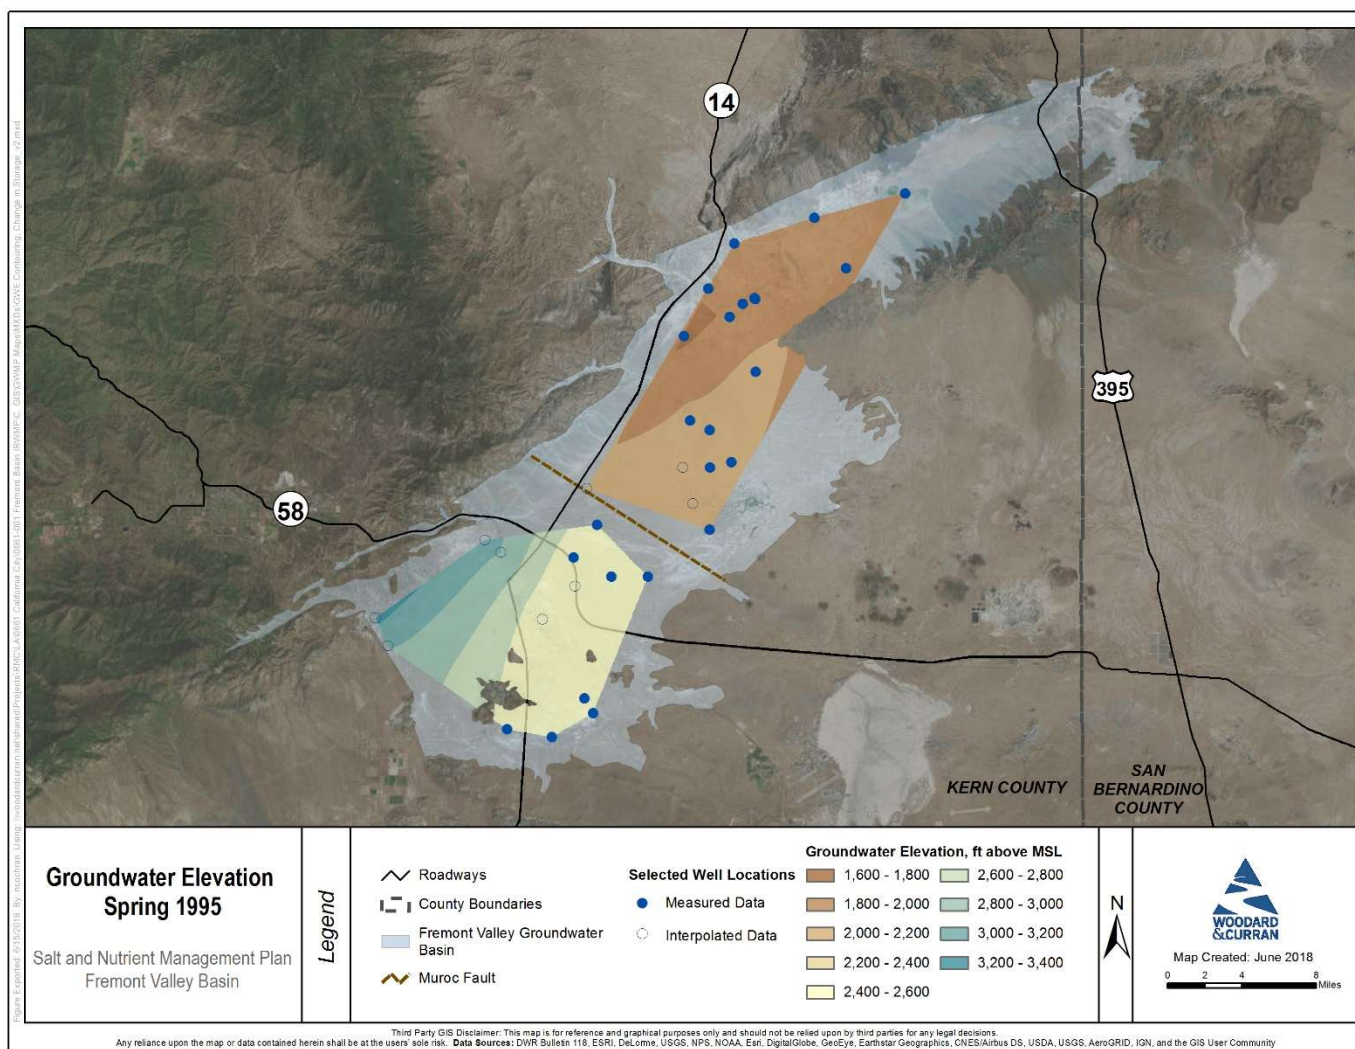 14
58
395
KERN COUNTY
SAN
BERNARDINO
COUNTY
Groundwater Elevation
Spring 1995
Salt and Nutrient Management Plan
Fremont Valley Basin
Legend
Roadways
County Boundaries
Fremont Valley Groundwater
Basin
Muroc Fault
Selected Well Locations
Measured Data
Interpolated Data
Groundwater Elevation, ft above MSL
1,600 - 1,800
1,800 - 2,000
2,000 - 2,200
2,200 - 2,400
2,400 - 2,600
2,600 - 2,800
2,800 - 3,000
3,000 - 3,200
3,200 - 3,400
N
WOODARD
&CURRAN
Map Created: June 2018
0 2 4 8
Miles
Third Party GIS Disclaimer: This map is for reference and graphical purposes only and should not be relied upon by third parties for any legal decisions.
Any reliance upon the map or data contained herein shall be at the users' sole risk. Data Sources: DWR Bulletin 118, ESRI, DeLorme, USGS, NPS, NOAA, Esri, DigitalGlobe, GeoEye, Earthstar Geographics, CNES/Airbus DS, USDA, USGS, AeroGRID, IGN, and the GIS User Community